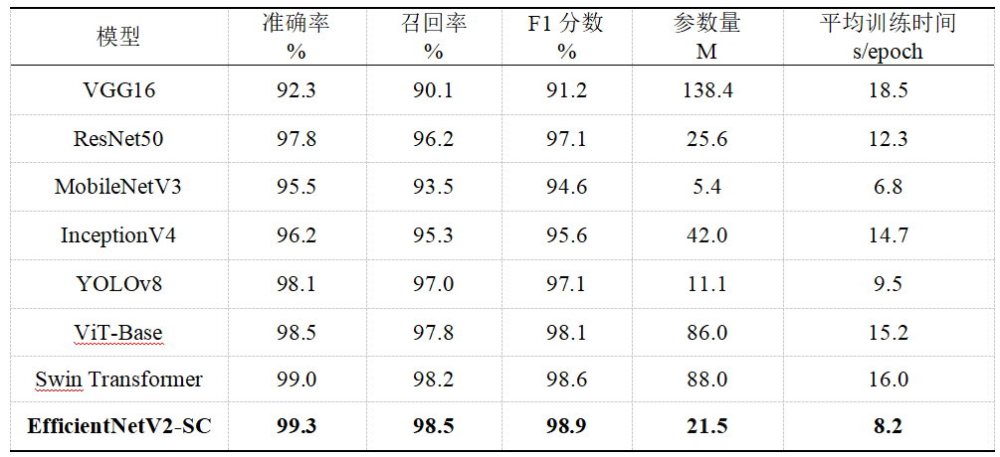 模型 准确率 召回率 F1 分数 参数量 平均训练时间
% % % M s/epoch
VGG16 92.3 90.1 91.2 138.4 18.5
ResNet50 97.8 96.2 97.1 25.6 12.3
MobileNetV3 95.5 93.5 94.6 5.4 6.8
InceptionV4 96.2 95.3 95.6 42.0 14.7
YOLOv8 98.1 97.0 97.1 11.1 9.5
ViT-Base 98.5 97.8 98.1 86.0 15.2
Swin Transformer 99.0 98.2 98.6 88.0 16.0
EfficientNetV2-SC 99.3 98.5 98.9 21.5 8.2